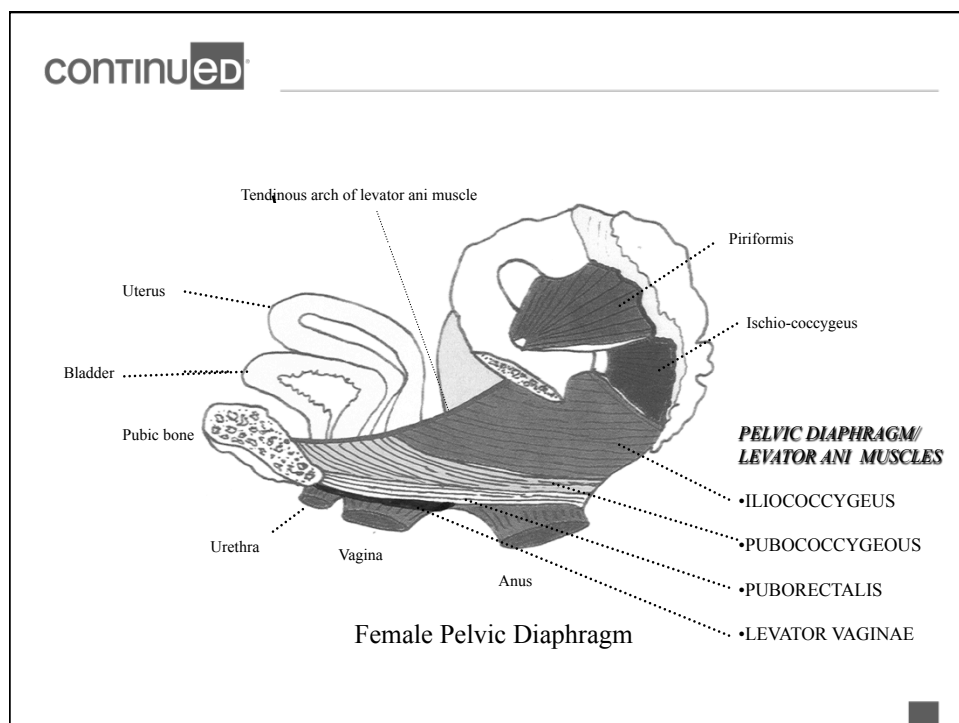 continued
Tendinous arch of levator ani muscle
Piriformis
Uterus
Ischio-coccygeus
Bladder
Pubic bone
PELVIC DIAPHRAGM/
LEVATOR ANI MUSCLES
•ILIOCOCCYGEUS
•PUBOCOCCYGEOUS
Urethra
Vagina
Anus
•PUBORECTALIS
•LEVATOR VAGINAE
Female Pelvic Diaphragm